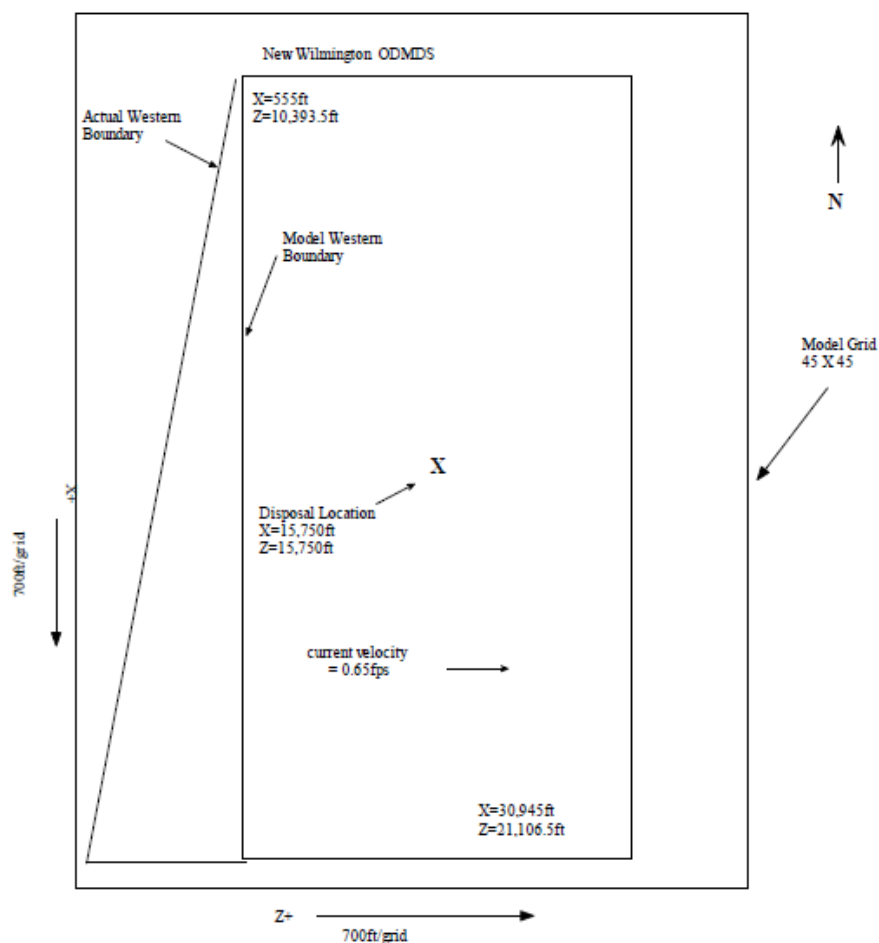 New Wilmington ODMDS
X=555ft
Z=10,393.5ft
Actual Western
Boundary
N
Model Western
Boundary
Model Grid
45 X 45
X
+X
Disposal Location
X=15,750ft
Z=15,750ft
700ft/grid
current velocity
= 0.65fps
X=30,945ft
Z=21,106.5ft
Z+
700ft/grid